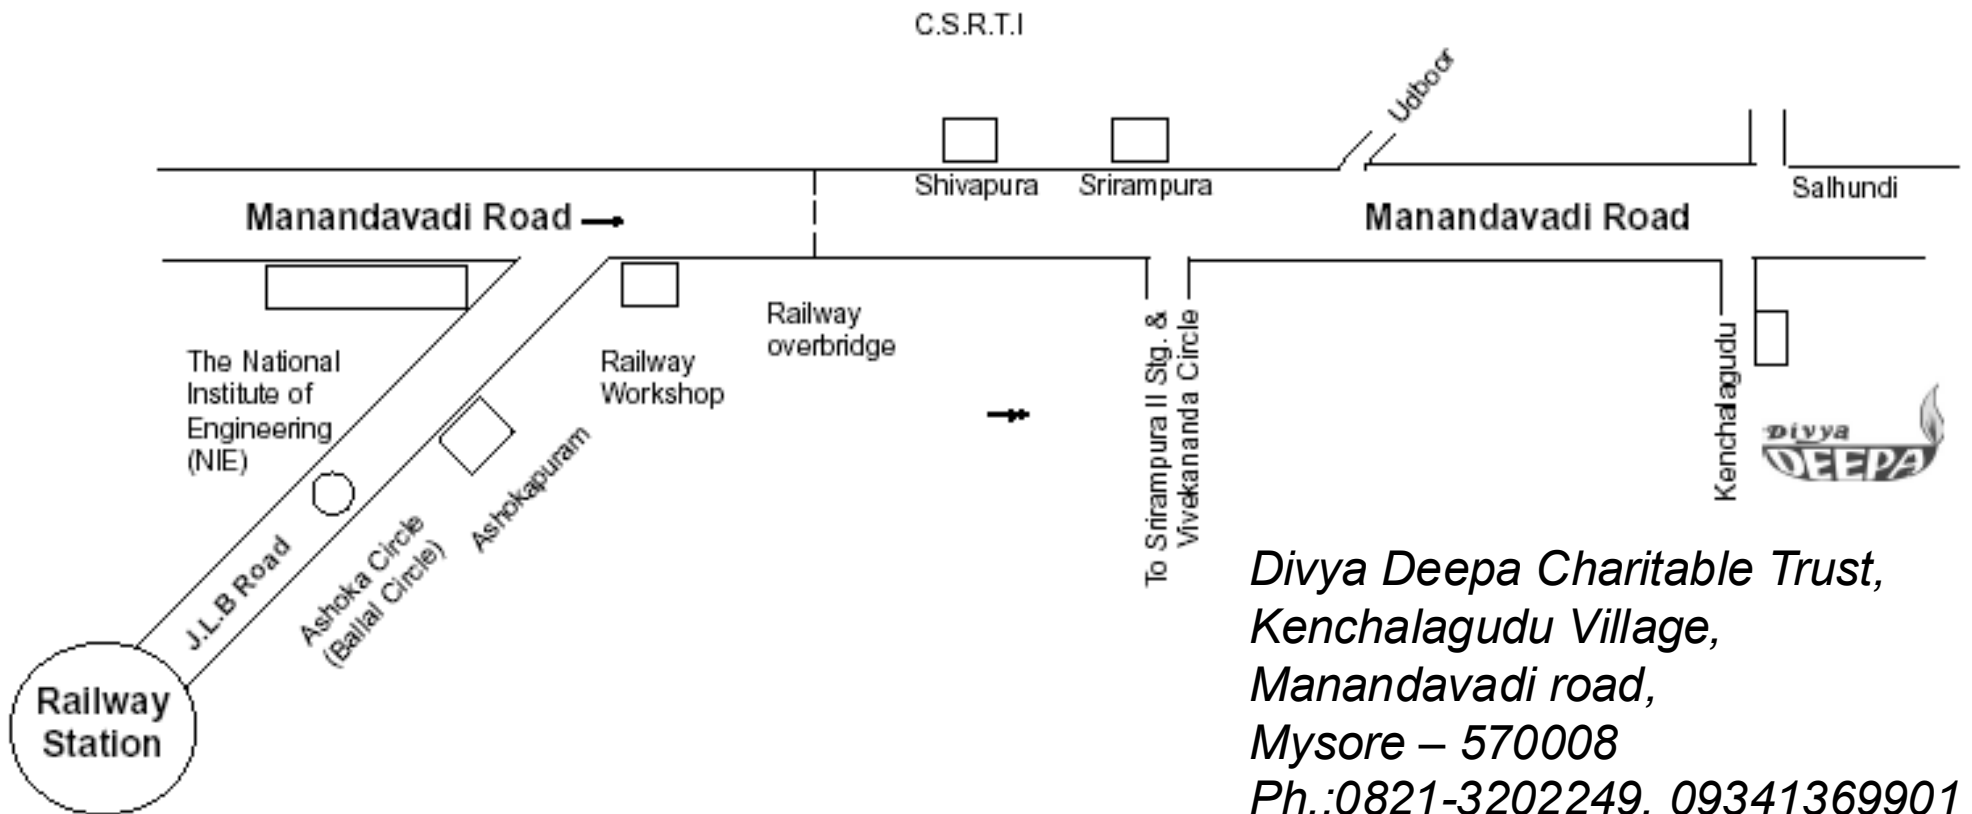 C.S.R.T.I
Udboor
Shivapura
Srirampura
Salhundi
Manandavadi Road
Manandavadi Road
The National
Institute of
Engineering
(NIE)
Railway
Workshop
Railway
overbridge
To Srirampura II Stg. &
Vivekananda Circle
Kenchalagudu
Divya
DEEPA
Ashokapuram
Ashoka Circle
(Ballal Circle)
J.L.B Road
Railway
Station
Divya Deepa Charitable Trust,
Kenchalagudu Village,
Manandavadi road,
Mysore – 570008
Ph.:0821-3202249, 09341369901